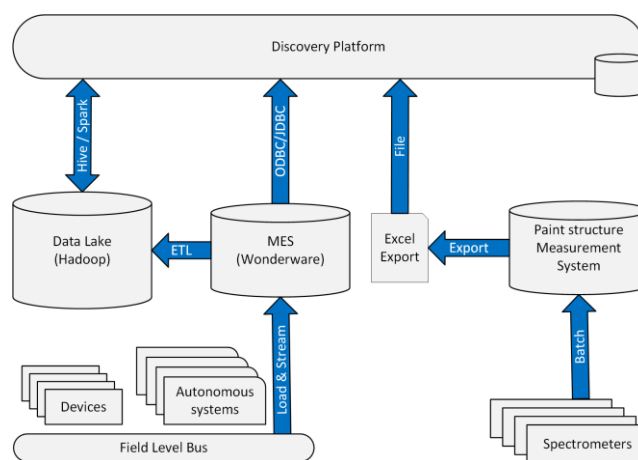 Discovery Platform
Hive / Spark
ODBC/JDBC
File
Data Lake
(Hadoop)
ETL
MES
(Wonderware)
Excel
Export
Export
Paint structure
Measurement
System
Load & Stream
Batch
Devices
Autonomous
systems
Field Level Bus
Spectrometers